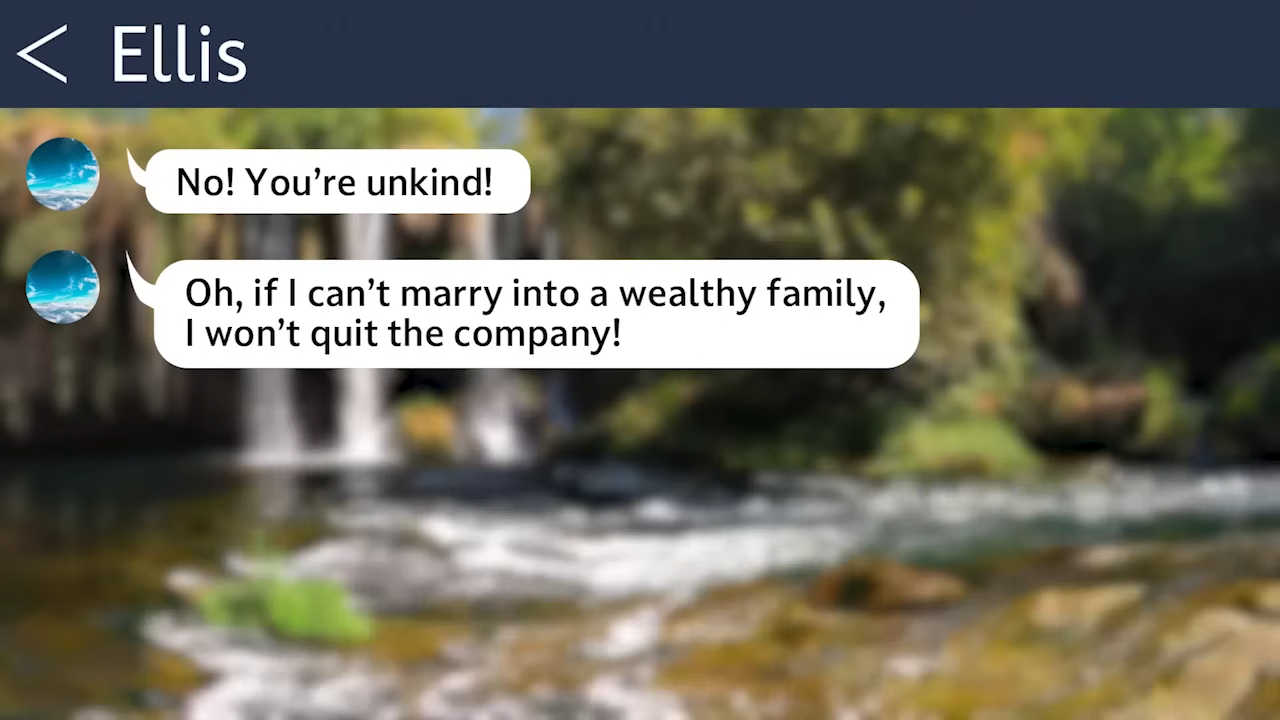 Ellis
No! You’re unkind!
Oh, if I can’t marry into a wealthy family,
I won’t quit the company!